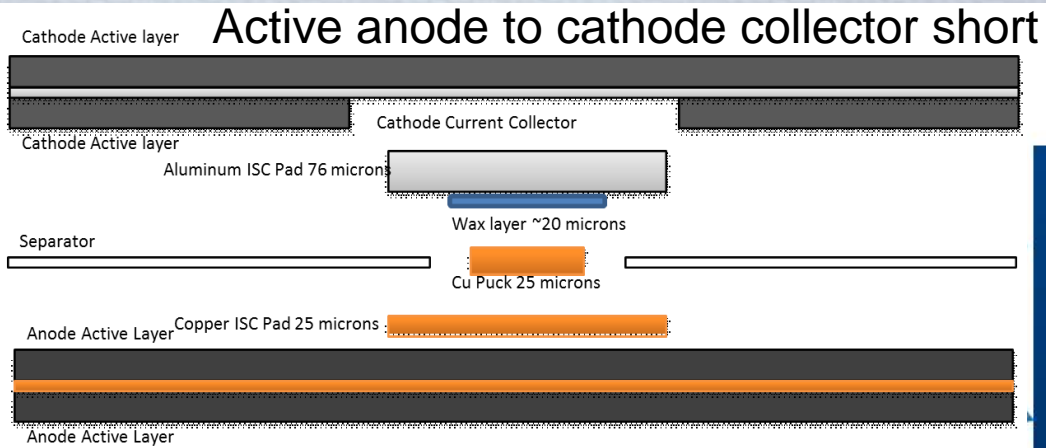 Active anode to cathode collector short
Cathode Active layer
Cathode Current Collector
Cathode Active layer
Aluminum ISC Pad 76 microns
Wax layer ~20 microns
Separator
Cu Puck 25 microns
Copper ISC Pad 25 microns
Anode Active Layer
Anode Active Layer